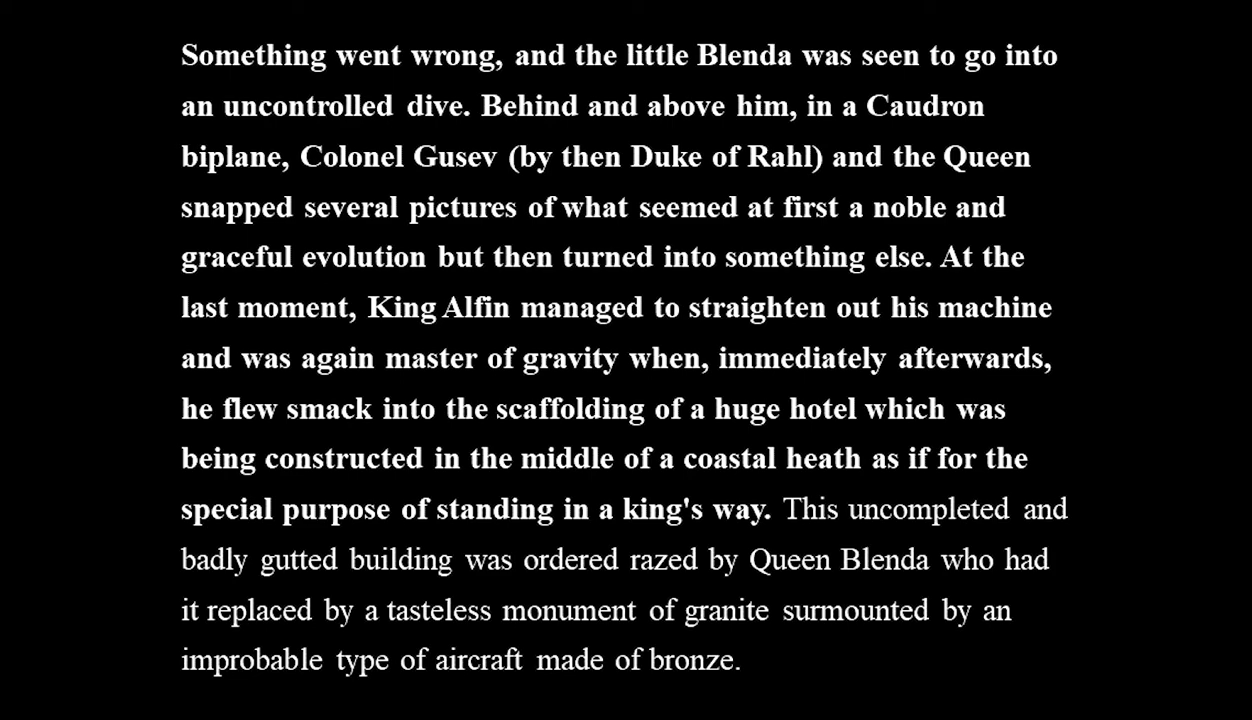 Something went wrong, and the little Blenda was seen to go into
an uncontrolled dive. Behind and above him, in a Caudron
biplane, Colonel Gusev (by then Duke of Rahl) and the Queen
snapped several pictures of what seemed at first a noble and
graceful evolution but then turned into something else. At the
last moment, King Alfin managed to straighten out his machine
and was again master of gravity when, immediately afterwards,
he flew smack into the scaffolding of a huge hotel which was
being constructed in the middle of a coastal heath as if for the
special purpose of standing in a king's way. This uncompleted and
badly gutted building was ordered razed by Queen Blenda who had
it replaced by a tasteless monument of granite surmounted by an
improbable type of aircraft made of bronze.